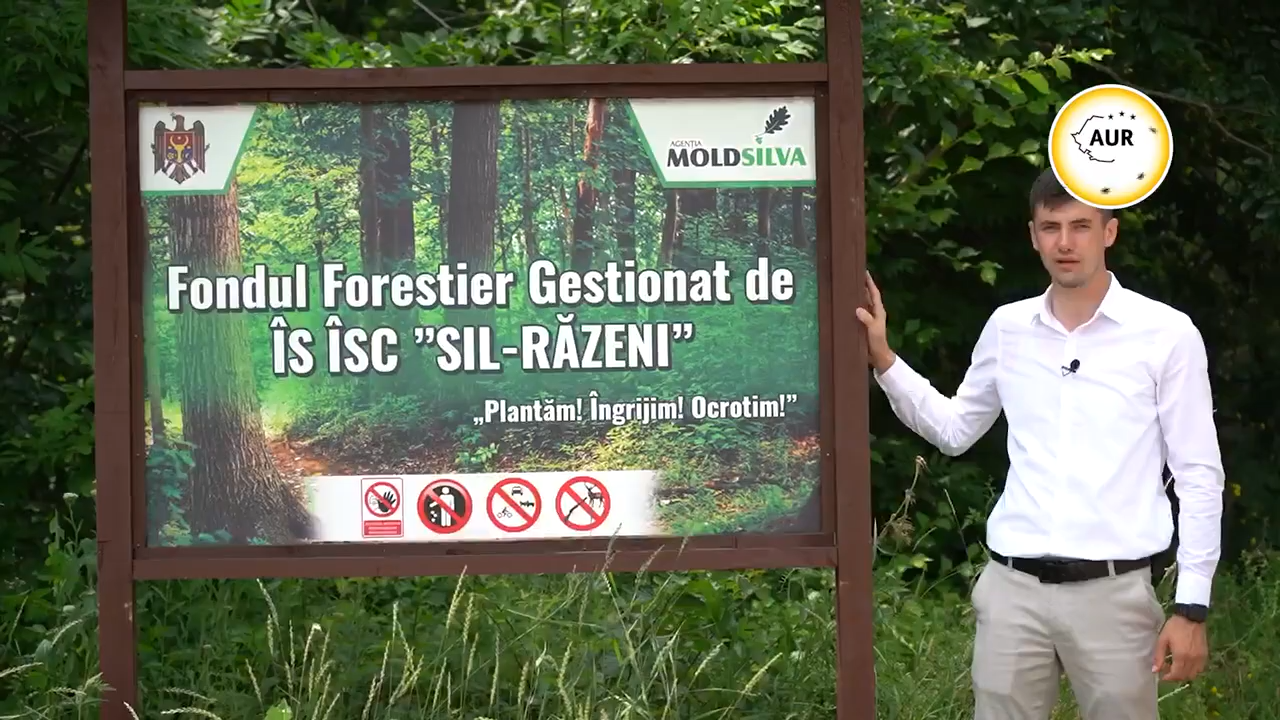 AGENȚIA
MOLDSILVA
AUR
Fondul Forestier Gestionat de
ÎS ÎSC ”SIL-RĂZENI”
„Plantăm! Îngrijim! Ocrotim!”